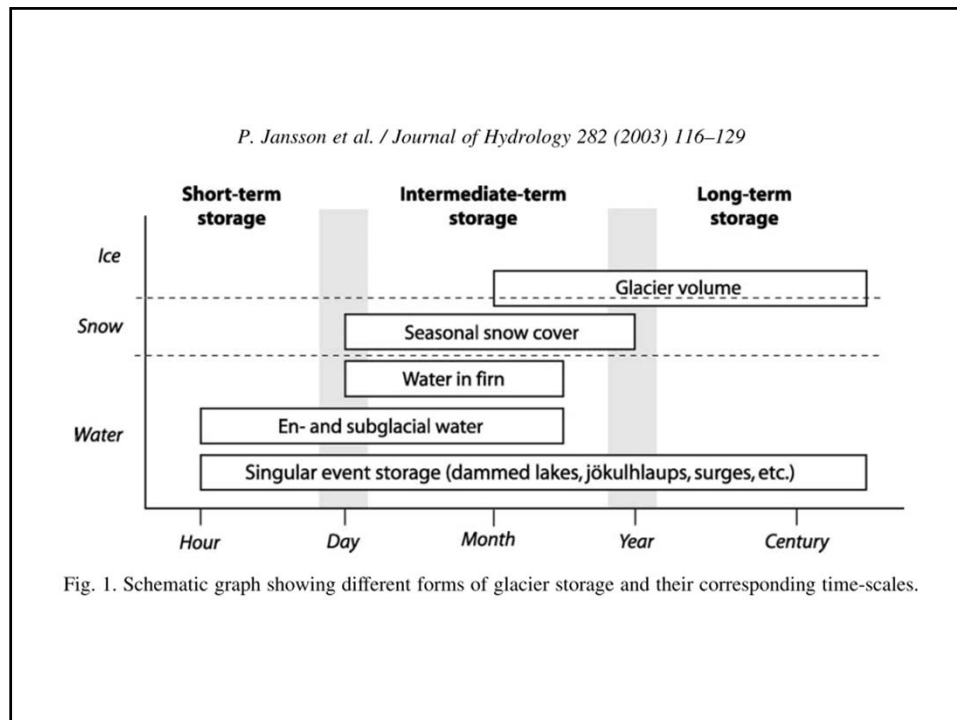 P. Jansson et al. / Journal of Hydrology 282 (2003) 116–129
Short-term
storage
Intermediate-term
storage
Long-term
storage
Ice
Glacier volume
Snow
Seasonal snow cover
Water in firn
Water
En- and subglacial water
Singular event storage (dammed lakes, jökulhlaups, surges, etc.)
Hour Day Month Year Century
Fig. 1. Schematic graph showing different forms of glacier storage and their corresponding time-scales.